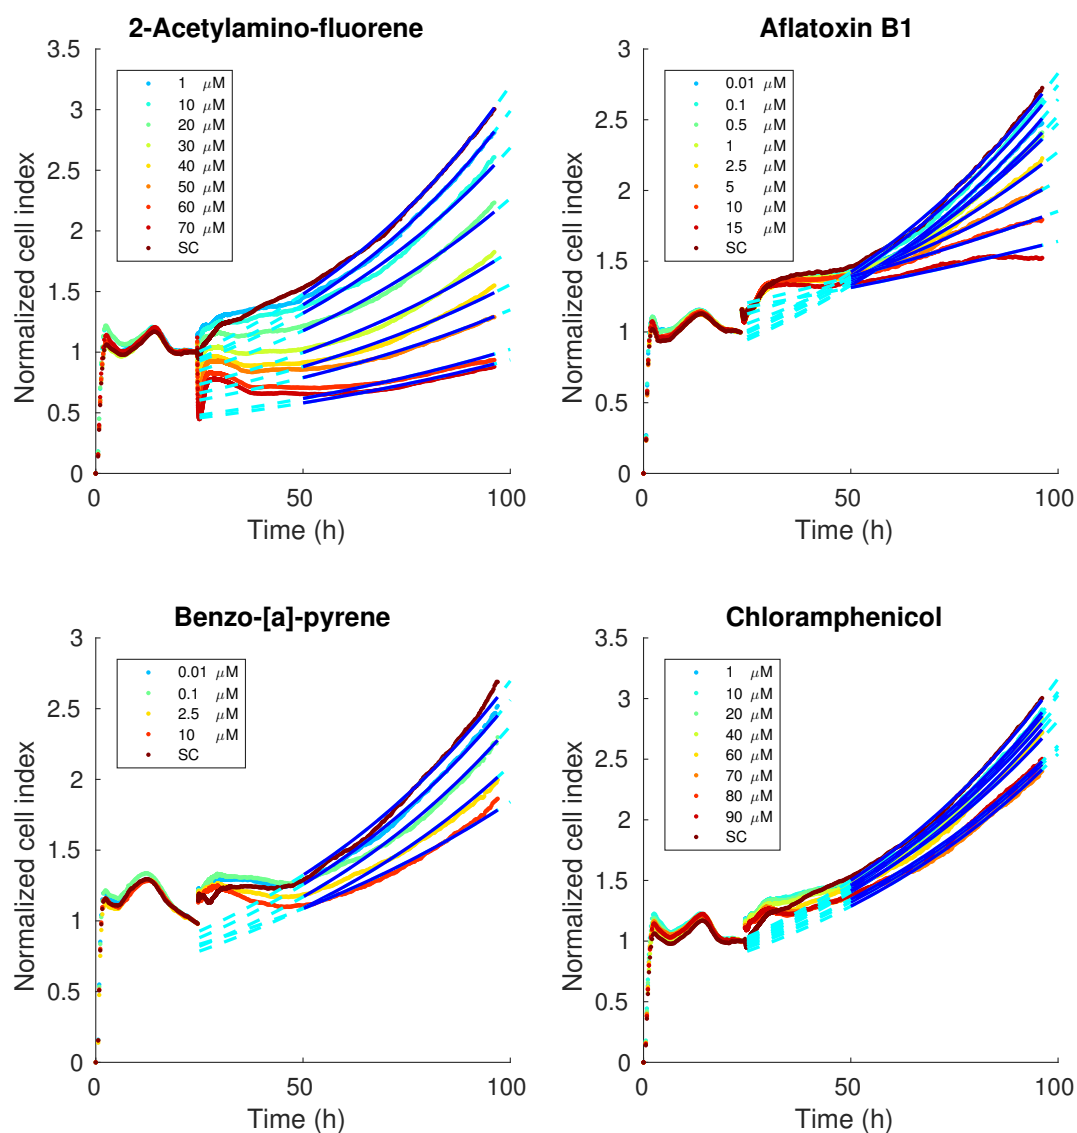 2-Acetylamino-fluorene
3.5
3
2.5
2
1.5
1
0.5
0
Normalized cell index
1 μM
10 μM
20 μM
30 μM
40 μM
50 μM
60 μM
70 μM
SC
0
50
100
Time (h)
Aflatoxin B1
3
2.5
2
1.5
1
0.5
0
Normalized cell index
0.01 μM
0.1 μM
0.5 μM
1 μM
2.5 μM
5 μM
10 μM
15 μM
SC
0
50
100
Time (h)
Benzo-[a]-pyrene
3
2.5
2
1.5
1
0.5
0
Normalized cell index
0.01 μM
0.1 μM
2.5 μM
10 μM
SC
0
50
100
Time (h)
Chloramphenicol
3.5
3
2.5
2
1.5
1
0.5
0
Normalized cell index
1 μM
10 μM
20 μM
40 μM
60 μM
70 μM
80 μM
90 μM
SC
0
50
100
Time (h)